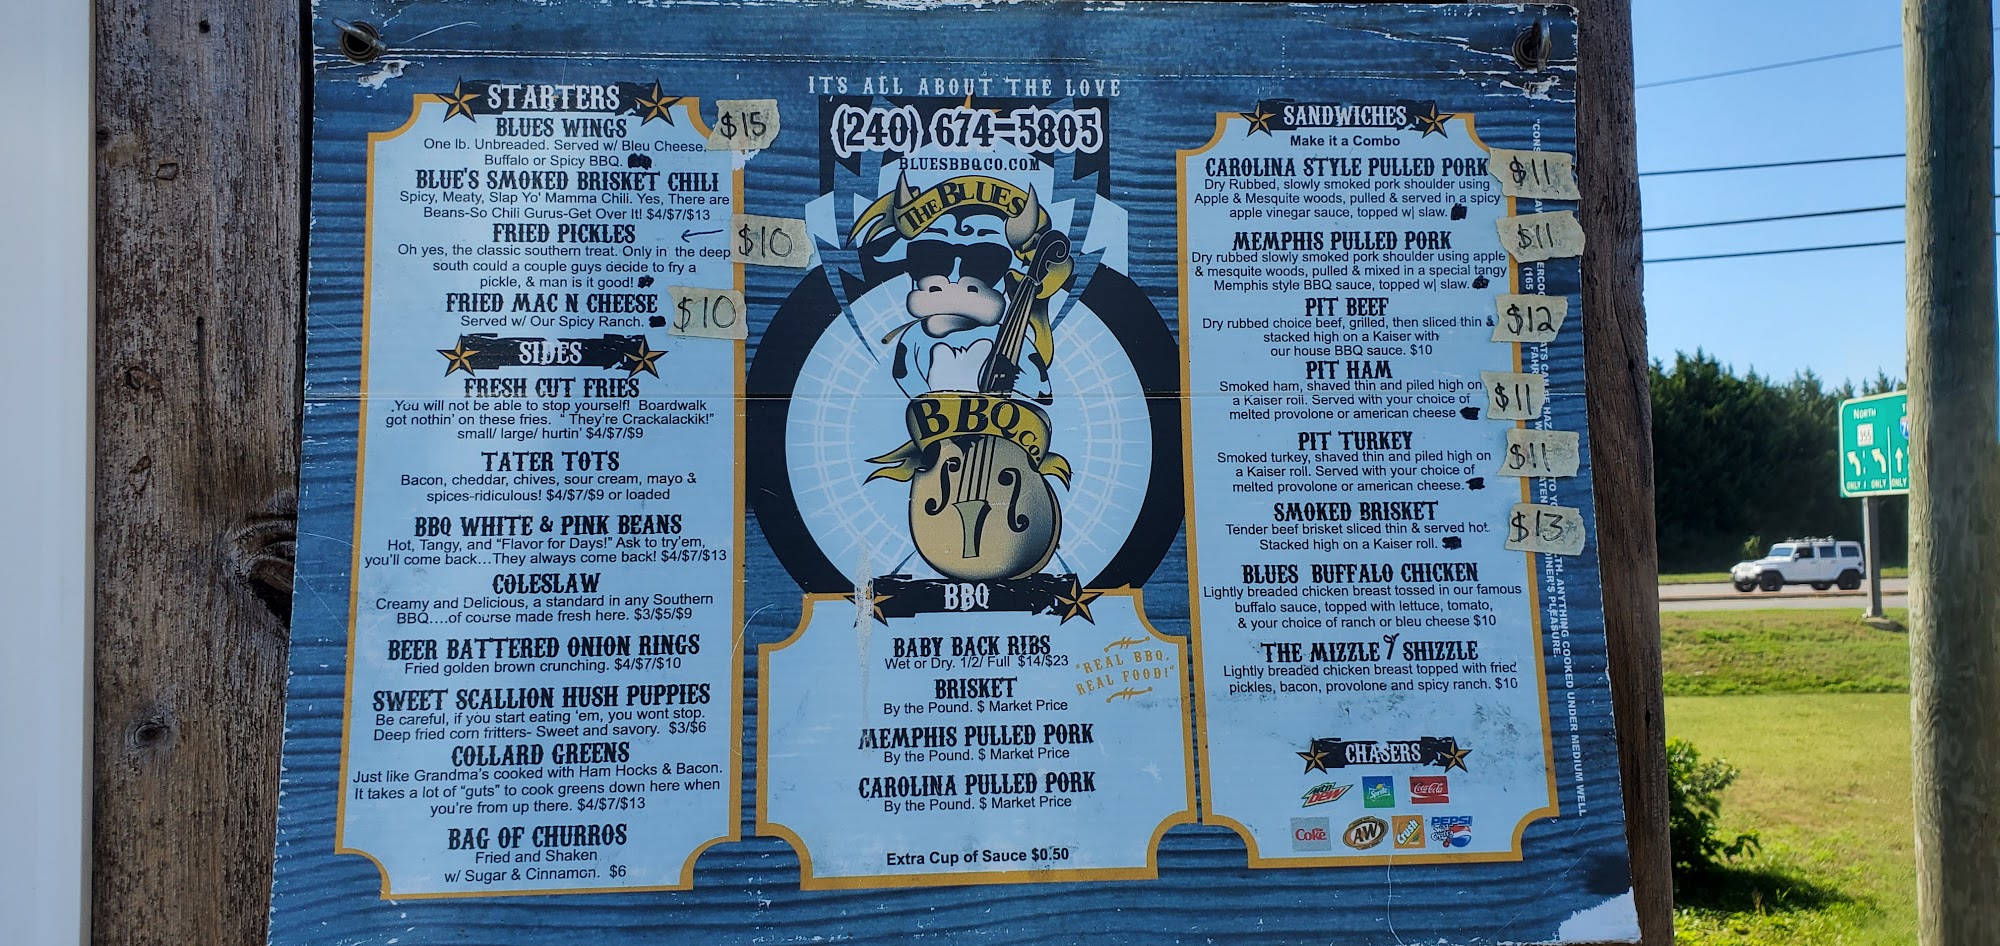 STARTERS
BLUES WINGS
$15
One lb. Unbreaded. Served w/ Bleu Cheese,
Buffalo or Spicy BBQ.
BLUE'S SMOKED BRISKET CHILI
Spicy, Meaty, Slap Yo' Mamma Chili. Yes, There are
Beans-So Chili Gurus-Get Over It! $4/$7/$13
FRIED PICKLES
$10
Oh yes, the classic southern treat. Only in the deep
south could a couple guys decide to fry a
pickle, & man is it good!
FRIED MAC N CHEESE
$10
Served w/ Our Spicy Ranch.
SIDES
FRESH CUT FRIES
You will not be able to stop yourself! Boardwalk
got nothin' on these fries. " They're Crackalackik!"
small/ large/ hurtin' $4/$7/$9
TATER TOTS
Bacon, cheddar, chives, sour cream, mayo &
spices-ridiculous! $4/$7/$9 or loaded
BBQ WHITE & PINK BEANS
Hot, Tangy, and "Flavor for Days!" Ask to try'em,
you'll come back...They always come back! $4/$7/$13
COLESLAW
Creamy and Delicious, a standard in any Southern
BBQ....of course made fresh here. $3/$5/$9
BEER BATTERED ONION RINGS
Fried golden brown crunching. $4/$7/$10
SWEET SCALLION HUSH PUPPIES
Be careful, if you start eating 'em, you wont stop.
Deep fried corn fritters- Sweet and savory. $3/$6
COLLARD GREENS
Just like Grandma's cooked with Ham Hocks & Bacon.
It takes a lot of "guts" to cook greens down here when
you're from up there. $4/$7/$13
BAG OF CHURROS
Fried and Shaken
w/ Sugar & Cinnamon. $6
IT'S ALL ABOUT THE LOVE
(240) 674-5805
BLUESBBQCO.COM
THE BLUES
BBQ Co.
BBQ
BABY BACK RIBS
Wet or Dry. 1/2/ Full $14/$23
"REAL BBQ,
REAL FOOD!"
BRISKET
By the Pound. $ Market Price
MEMPHIS PULLED PORK
By the Pound. $ Market Price
CAROLINA PULLED PORK
By the Pound. $ Market Price
Extra Cup of Sauce $0.50
SANDWICHES
Make it a Combo
CAROLINA STYLE PULLED PORK
$11
Dry Rubbed, slowly smoked pork shoulder using
Apple & Mesquite woods, pulled & served in a spicy
apple vinegar sauce, topped w| slaw.
MEMPHIS PULLED PORK
$11
Dry rubbed slowly smoked pork shoulder using apple
& mesquite woods, pulled & mixed in a special tangy
Memphis style BBQ sauce, topped w| slaw.
PIT BEEF
$12
Dry rubbed choice beef, grilled, then sliced thin &
stacked high on a Kaiser with
our house BBQ sauce. $10
PIT HAM
$11
Smoked ham, shaved thin and piled high on
a Kaiser roll. Served with your choice of
melted provolone or american cheese
PIT TURKEY
$11
Smoked turkey, shaved thin and piled high on
a Kaiser roll. Served with your choice of
melted provolone or american cheese.
SMOKED BRISKET
$13
Tender beef brisket sliced thin & served hot.
Stacked high on a Kaiser roll.
BLUES BUFFALO CHICKEN
Lightly breaded chicken breast tossed in our famous
buffalo sauce, topped with lettuce, tomato,
& your choice of ranch or bleu cheese $10
THE MIZZLE & SHIZZLE
Lightly breaded chicken breast topped with fried
pickles, bacon, provolone and spicy ranch. $10
CHASERS
Mtn DEW
Sprite
Coca-Cola
Diet Coke
A&W
Crush
PEPSI
ANYTHING COOKED UNDER MEDIUM WELL
NORTH
355
ONLY ONLY ONLY